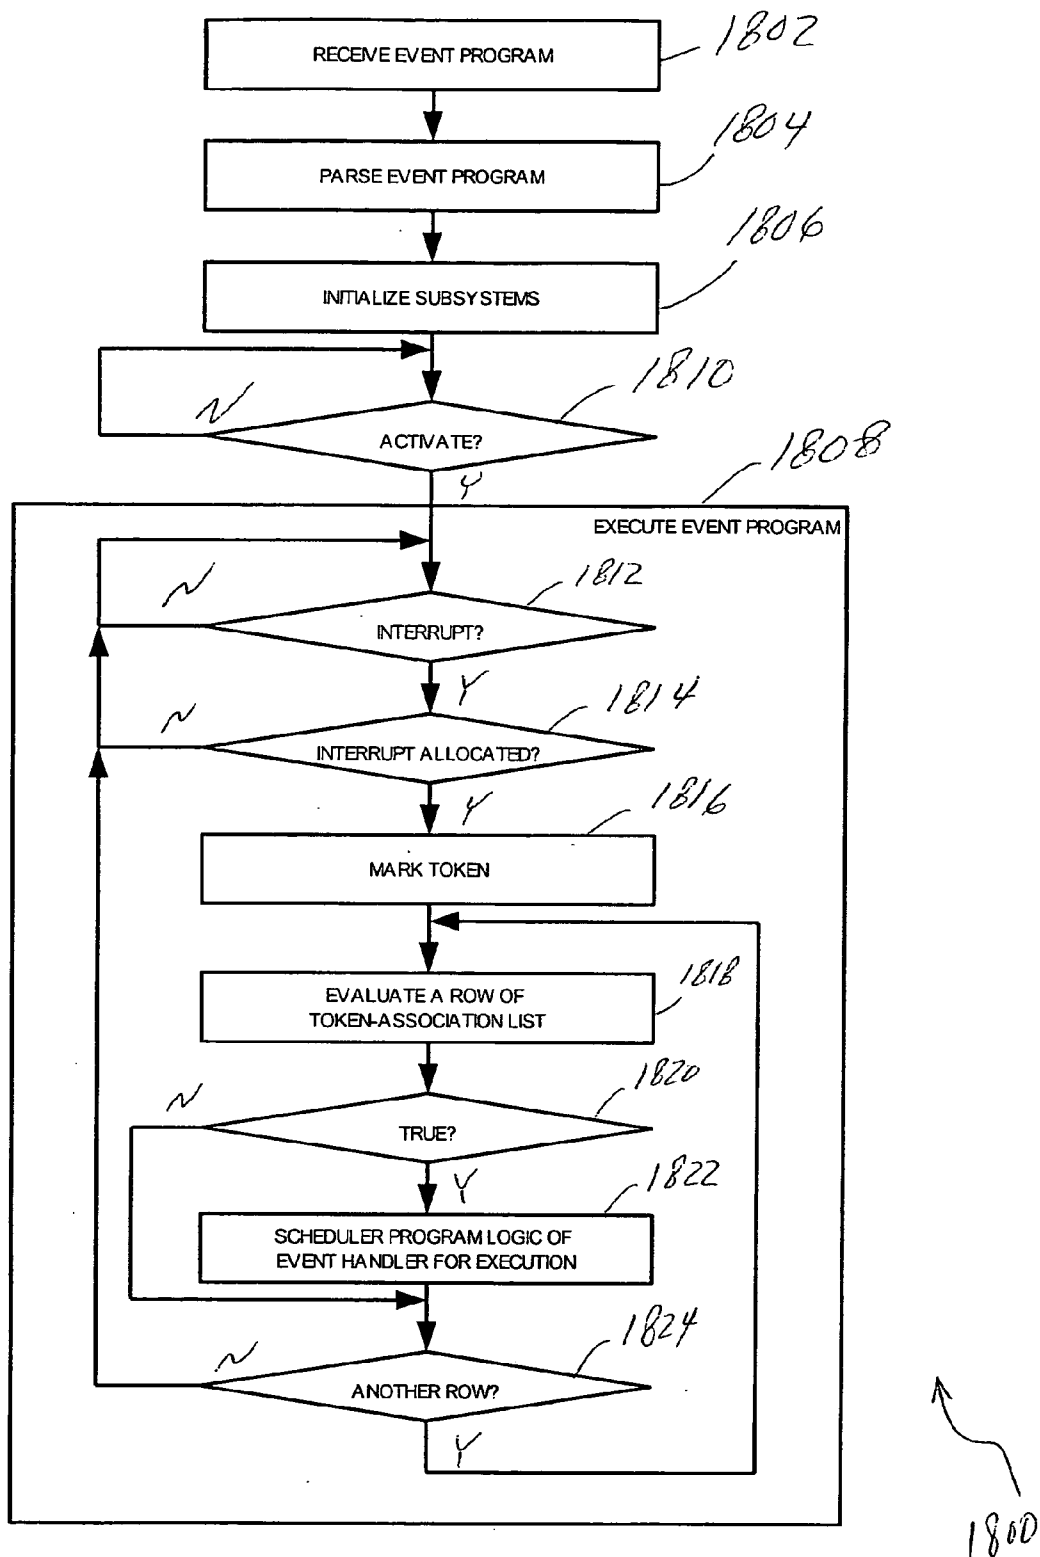 1802
RECEIVE EVENT PROGRAM
1804
PARSE EVENT PROGRAM
1806
INITIALIZE SUBSYSTEMS
1810
N
ACTIVATE?
1808
Y
EXECUTE EVENT PROGRAM
1812
N
INTERRUPT?
Y
1814
N
INTERRUPT ALLOCATED?
Y
1816
MARK TOKEN
1818
EVALUATE A ROW OF
TOKEN-ASSOCIATION LIST
1820
N
TRUE?
Y
1822
SCHEDULER PROGRAM LOGIC OF
EVENT HANDLER FOR EXECUTION
1824
N
ANOTHER ROW?
Y
1800